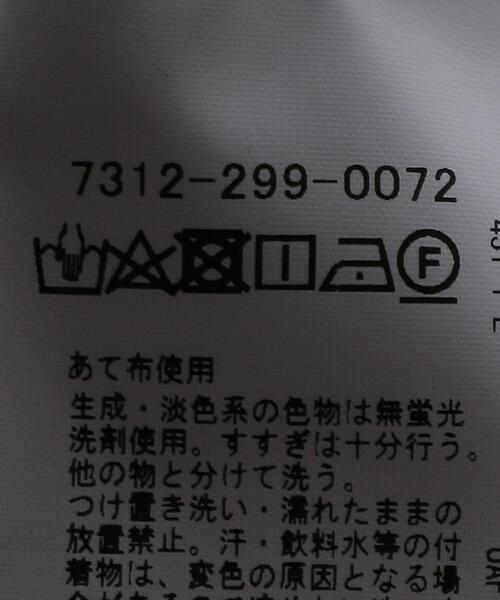 7312-299-0072
F
あて布使用
生成・淡色系の色物は無蛍光
洗剤使用。すすぎは十分行う。
他の物と分けて洗う。
つけ置き洗い・濡れたままの
放置禁止。汗・飲料水等の付
着物は、変色の原因となる場